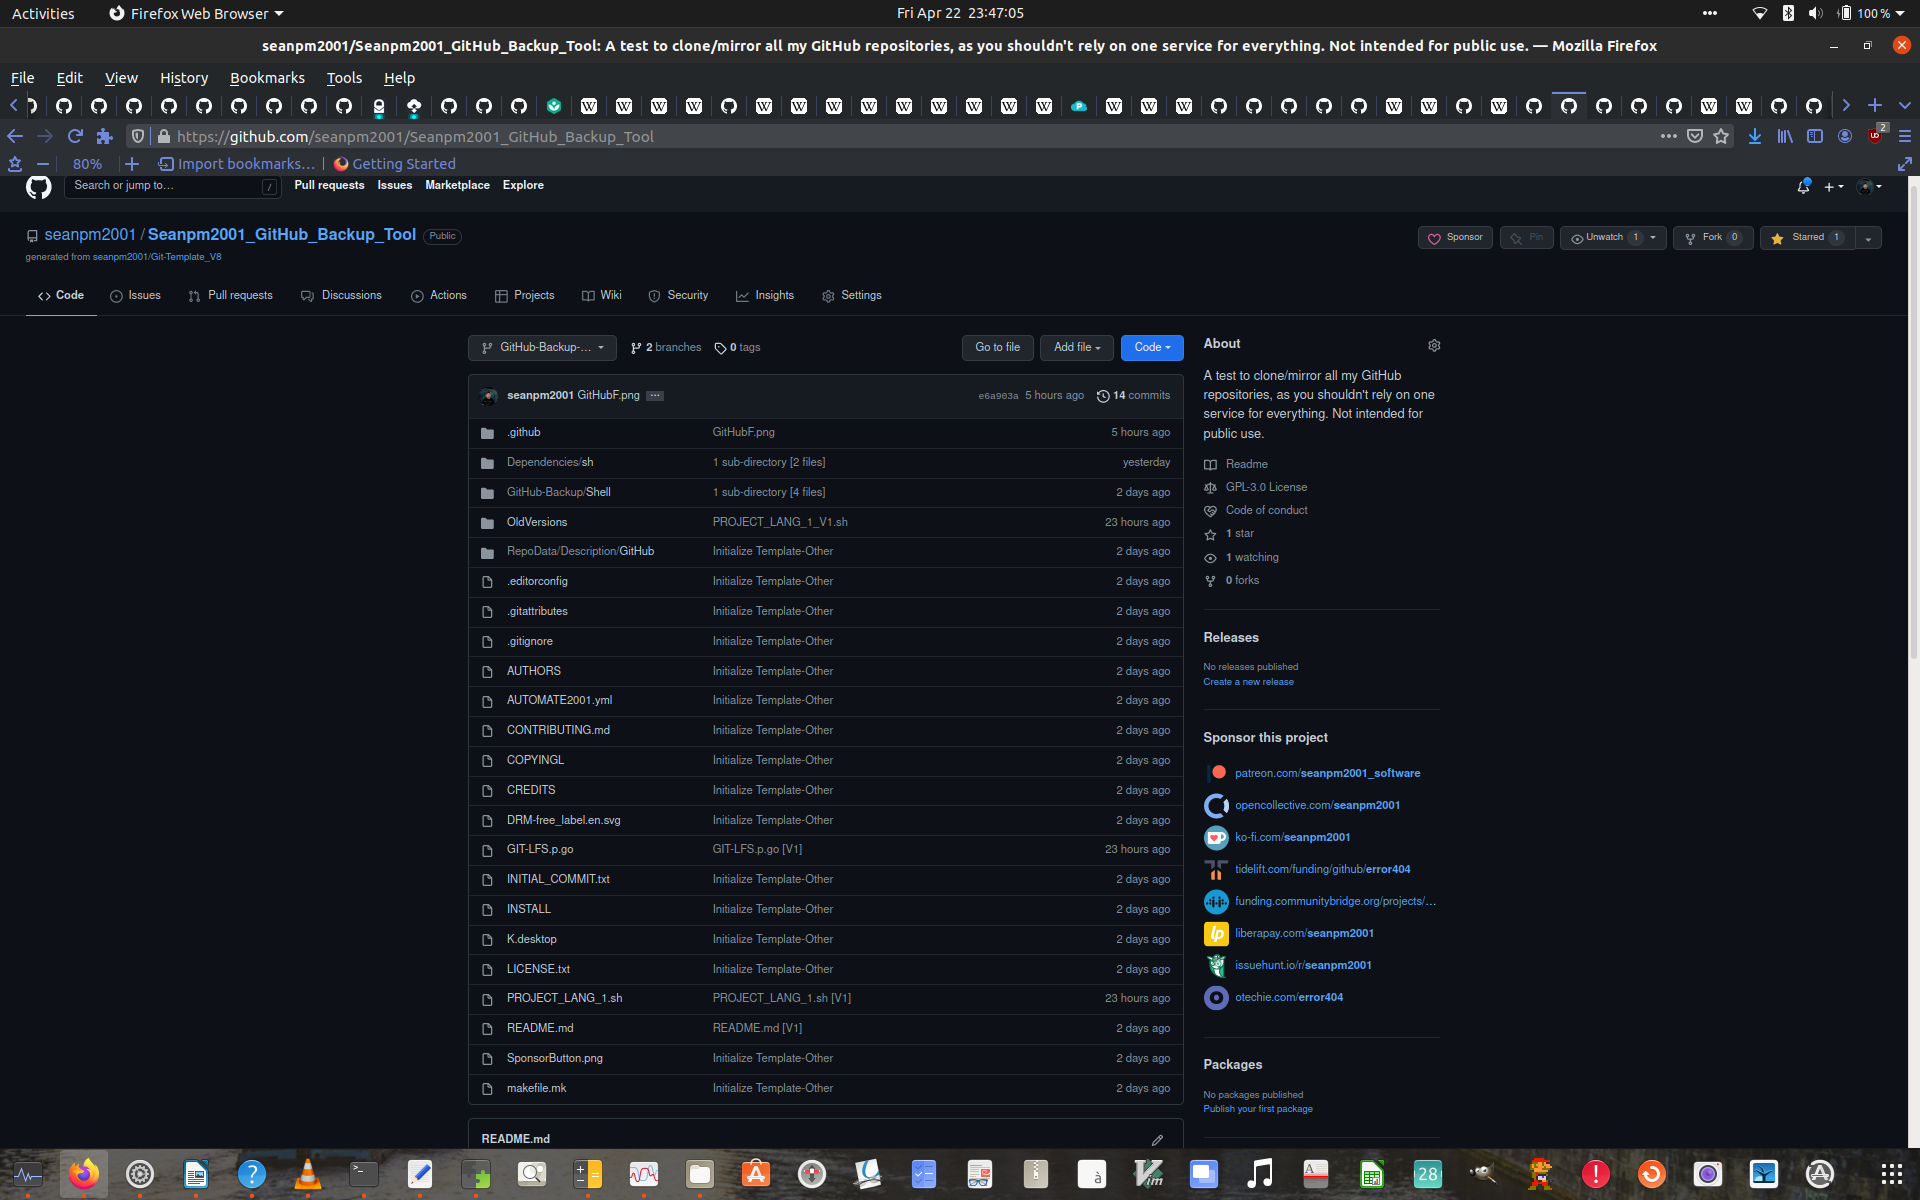 Activities
Firefox Web Browser
Fri Apr 22 23:47:05
100 %
seanpm2001/Seanpm2001_GitHub_Backup_Tool: A test to clone/mirror all my GitHub repositories, as you shouldn't rely on one service for everything. Not intended for public use. — Mozilla Firefox
File Edit View History Bookmarks Tools Help
https://github.com/seanpm2001/Seanpm2001_GitHub_Backup_Tool
2
80%
Import bookmarks...
Getting Started
Search or jump to...
/
Pull requests
Issues
Marketplace
Explore
seanpm2001 / Seanpm2001_GitHub_Backup_Tool
Public
Sponsor
Pin
Unwatch 1
Fork 0
Starred 1
generated from seanpm2001/Git-Template_V8
Code
Issues
Pull requests
Discussions
Actions
Projects
Wiki
Security
Insights
Settings
GitHub-Backup-...
2 branches
0 tags
Go to file
Add file
Code
seanpm2001 GitHubF.png
e6a903a 5 hours ago
14 commits
.github GitHubF.png 5 hours ago
Dependencies/sh 1 sub-directory [2 files] yesterday
GitHub-Backup/Shell 1 sub-directory [4 files] 2 days ago
OldVersions PROJECT_LANG_1_V1.sh 23 hours ago
RepoData/Description/GitHub Initialize Template-Other 2 days ago
.editorconfig Initialize Template-Other 2 days ago
.gitattributes Initialize Template-Other 2 days ago
.gitignore Initialize Template-Other 2 days ago
AUTHORS Initialize Template-Other 2 days ago
AUTOMATE2001.yml Initialize Template-Other 2 days ago
CONTRIBUTING.md Initialize Template-Other 2 days ago
COPYINGL Initialize Template-Other 2 days ago
CREDITS Initialize Template-Other 2 days ago
DRM-free_label.en.svg Initialize Template-Other 2 days ago
GIT-LFS.p.go GIT-LFS.p.go [V1] 23 hours ago
INITIAL_COMMIT.txt Initialize Template-Other 2 days ago
INSTALL Initialize Template-Other 2 days ago
K.desktop Initialize Template-Other 2 days ago
LICENSE.txt Initialize Template-Other 2 days ago
PROJECT_LANG_1.sh PROJECT_LANG_1.sh [V1] 23 hours ago
README.md README.md [V1] 2 days ago
SponsorButton.png Initialize Template-Other 2 days ago
makefile.mk Initialize Template-Other 2 days ago
README.md
About
A test to clone/mirror all my GitHub
repositories, as you shouldn't rely on one
service for everything. Not intended for
public use.
Readme
GPL-3.0 License
Code of conduct
1 star
1 watching
0 forks
Releases
No releases published
Create a new release
Sponsor this project
patreon.com/seanpm2001_software
opencollective.com/seanpm2001
ko-fi.com/seanpm2001
tidelift.com/funding/github/error404
funding.communitybridge.org/projects/...
lp
liberapay.com/seanpm2001
issuehunt.io/r/seanpm2001
otechie.com/error404
Packages
No packages published
Publish your first package
28